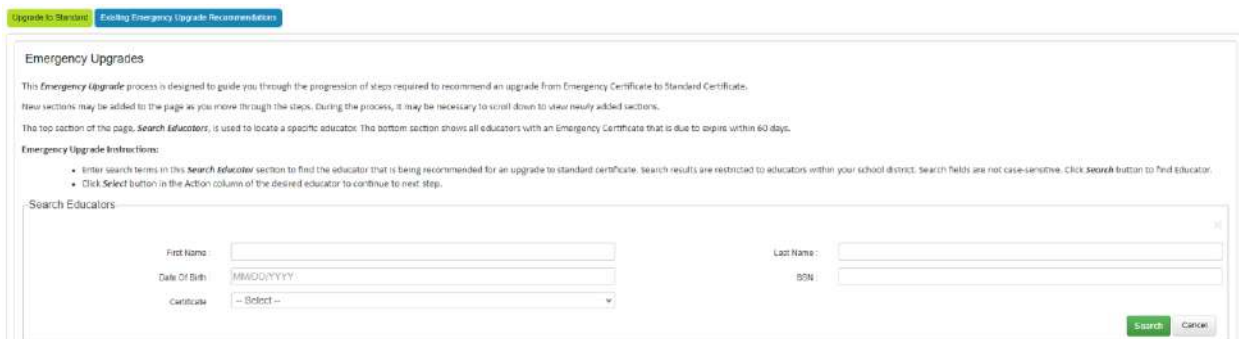 Upgrade to Standard
Existing Emergency Upgrade Recommendations
Emergency Upgrades
This Emergency Upgrade process is designed to guide you through the progression of steps required to recommend an upgrade from Emergency Certificate to Standard Certificate.
New sections may be added to the page as you move through the steps. During the process, it may be necessary to scroll down to view newly added sections.
The top section of the page, Search Educators, is used to locate a specific educator. The bottom section shows all educators with an Emergency Certificate that is due to expire within 60 days.
Emergency Upgrade Instructions:
• Enter search terms in this Search Educator section to find the educator that is being recommended for an upgrade to standard certificate. Search results are restricted to educators within your school district. Search fields are not case-sensitive. Click Search button to find Educator.
• Click Select button in the Action column of the desired educator to continue to next step.
Search Educators
First Name :
Last Name :
Date Of Birth
MM/DD/YYYY
SSN :
Certificate
-- Select --
Search
Cancel